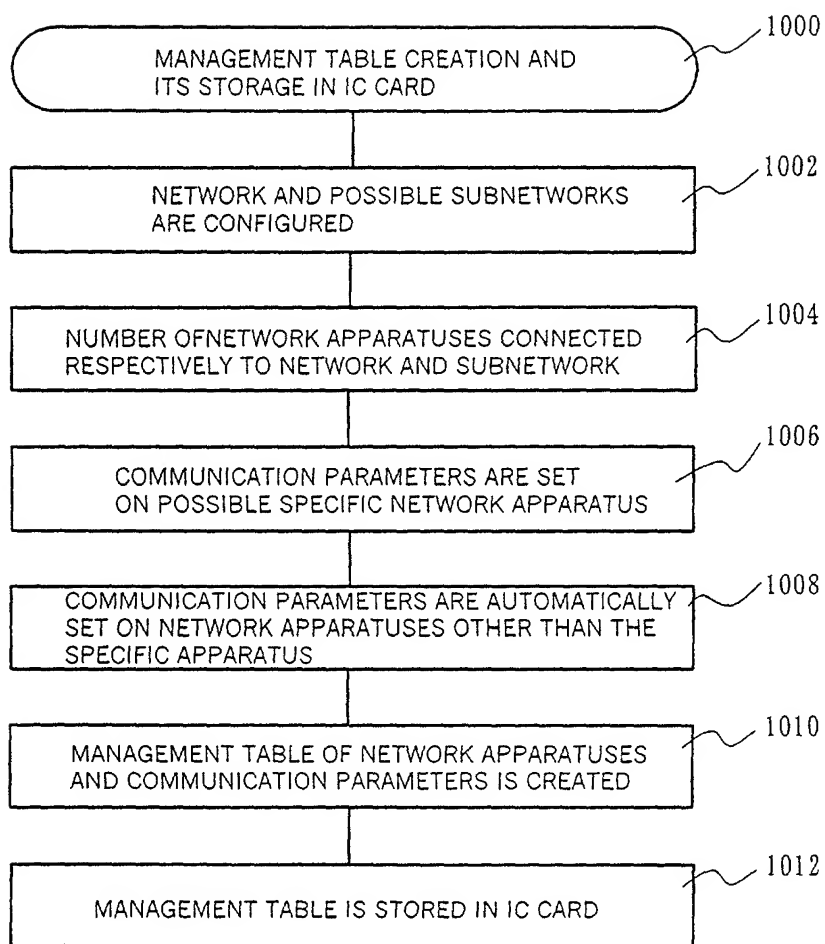 1000
MANAGEMENT TABLE CREATION AND
ITS STORAGE IN IC CARD
1002
NETWORK AND POSSIBLE SUBNETWORKS
ARE CONFIGURED
1004
NUMBER OFNETWORK APPARATUSES CONNECTED
RESPECTIVELY TO NETWORK AND SUBNETWORK
1006
COMMUNICATION PARAMETERS ARE SET
ON POSSIBLE SPECIFIC NETWORK APPARATUS
1008
COMMUNICATION PARAMETERS ARE AUTOMATICALLY
SET ON NETWORK APPARATUSES OTHER THAN THE
SPECIFIC APPARATUS
1010
MANAGEMENT TABLE OF NETWORK APPARATUSES
AND COMMUNICATION PARAMETERS IS CREATED
1012
MANAGEMENT TABLE IS STORED IN IC CARD